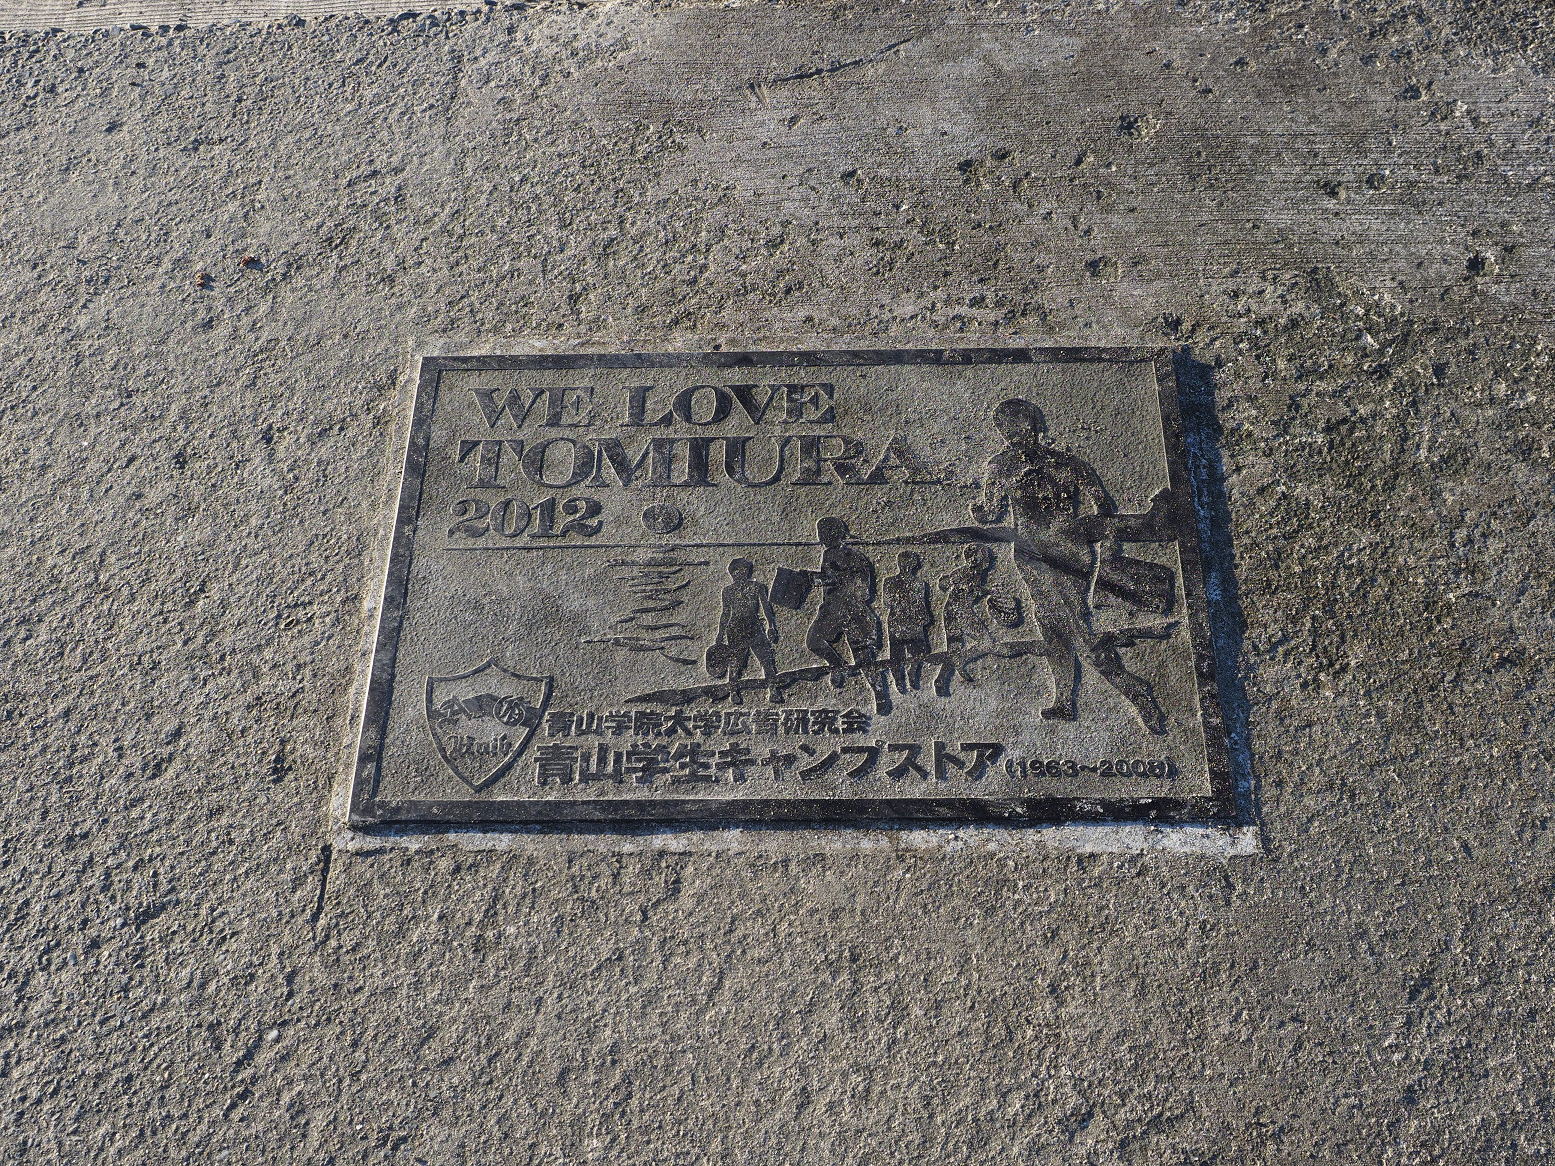 WE LOVE
TOMIURA
2012
青山学院大学広告研究会
青山学生キャンプストア (1963~2008)